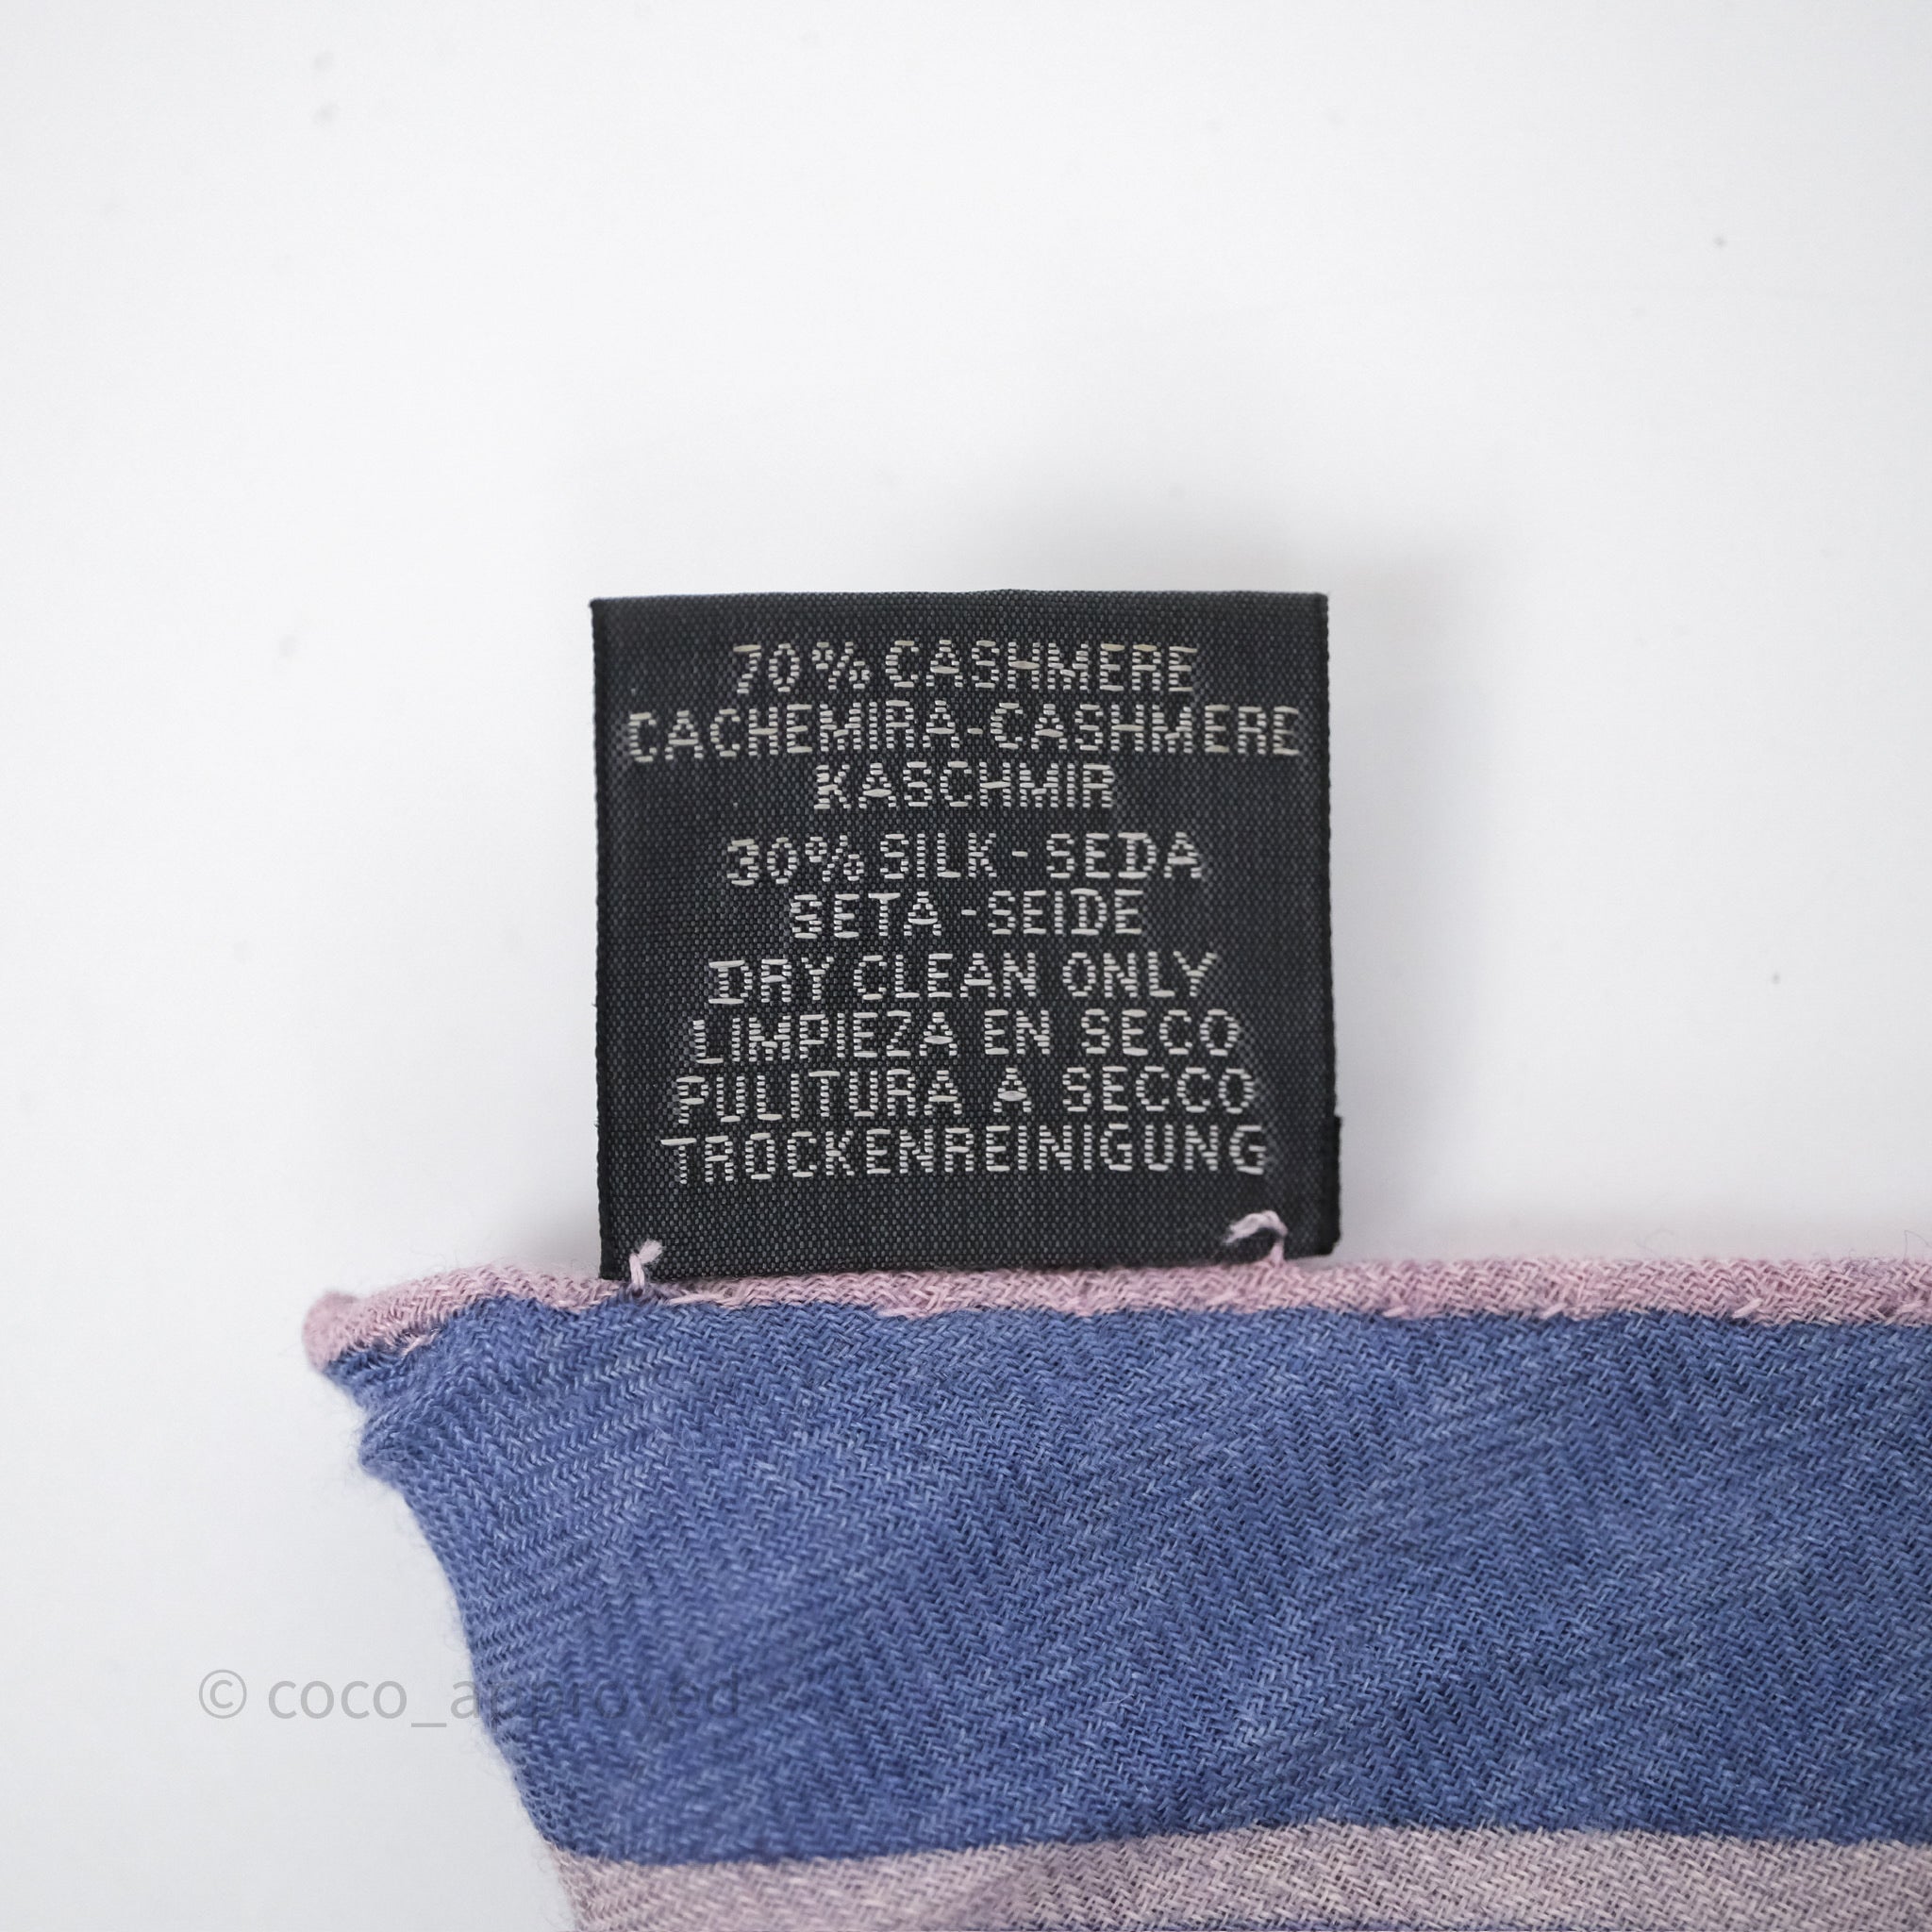 70% CASHMERE
CACHEMIRA-CASHMERE
KASCHMIR
30% SILK - SEDA
SETA - SEIDE
DRY CLEAN ONLY
LIMPIEZA EN SECO
PULITURA A SECCO
TROCKENREINIGUNG
©